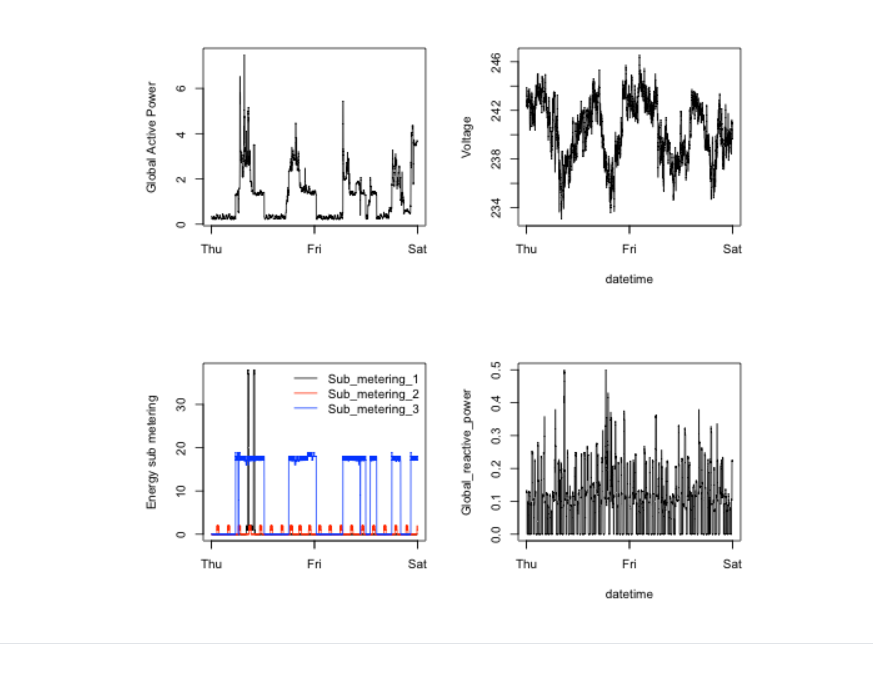 Global Active Power
6
4
2
0
Thu Fri Sat
Voltage
246
242
238
234
Thu Fri Sat
datetime
Energy sub metering
30
20
10
0
Sub_metering_1
Sub_metering_2
Sub_metering_3
Thu Fri Sat
Global_reactive_power
0.5
0.4
0.3
0.2
0.1
0.0
Thu Fri Sat
datetime